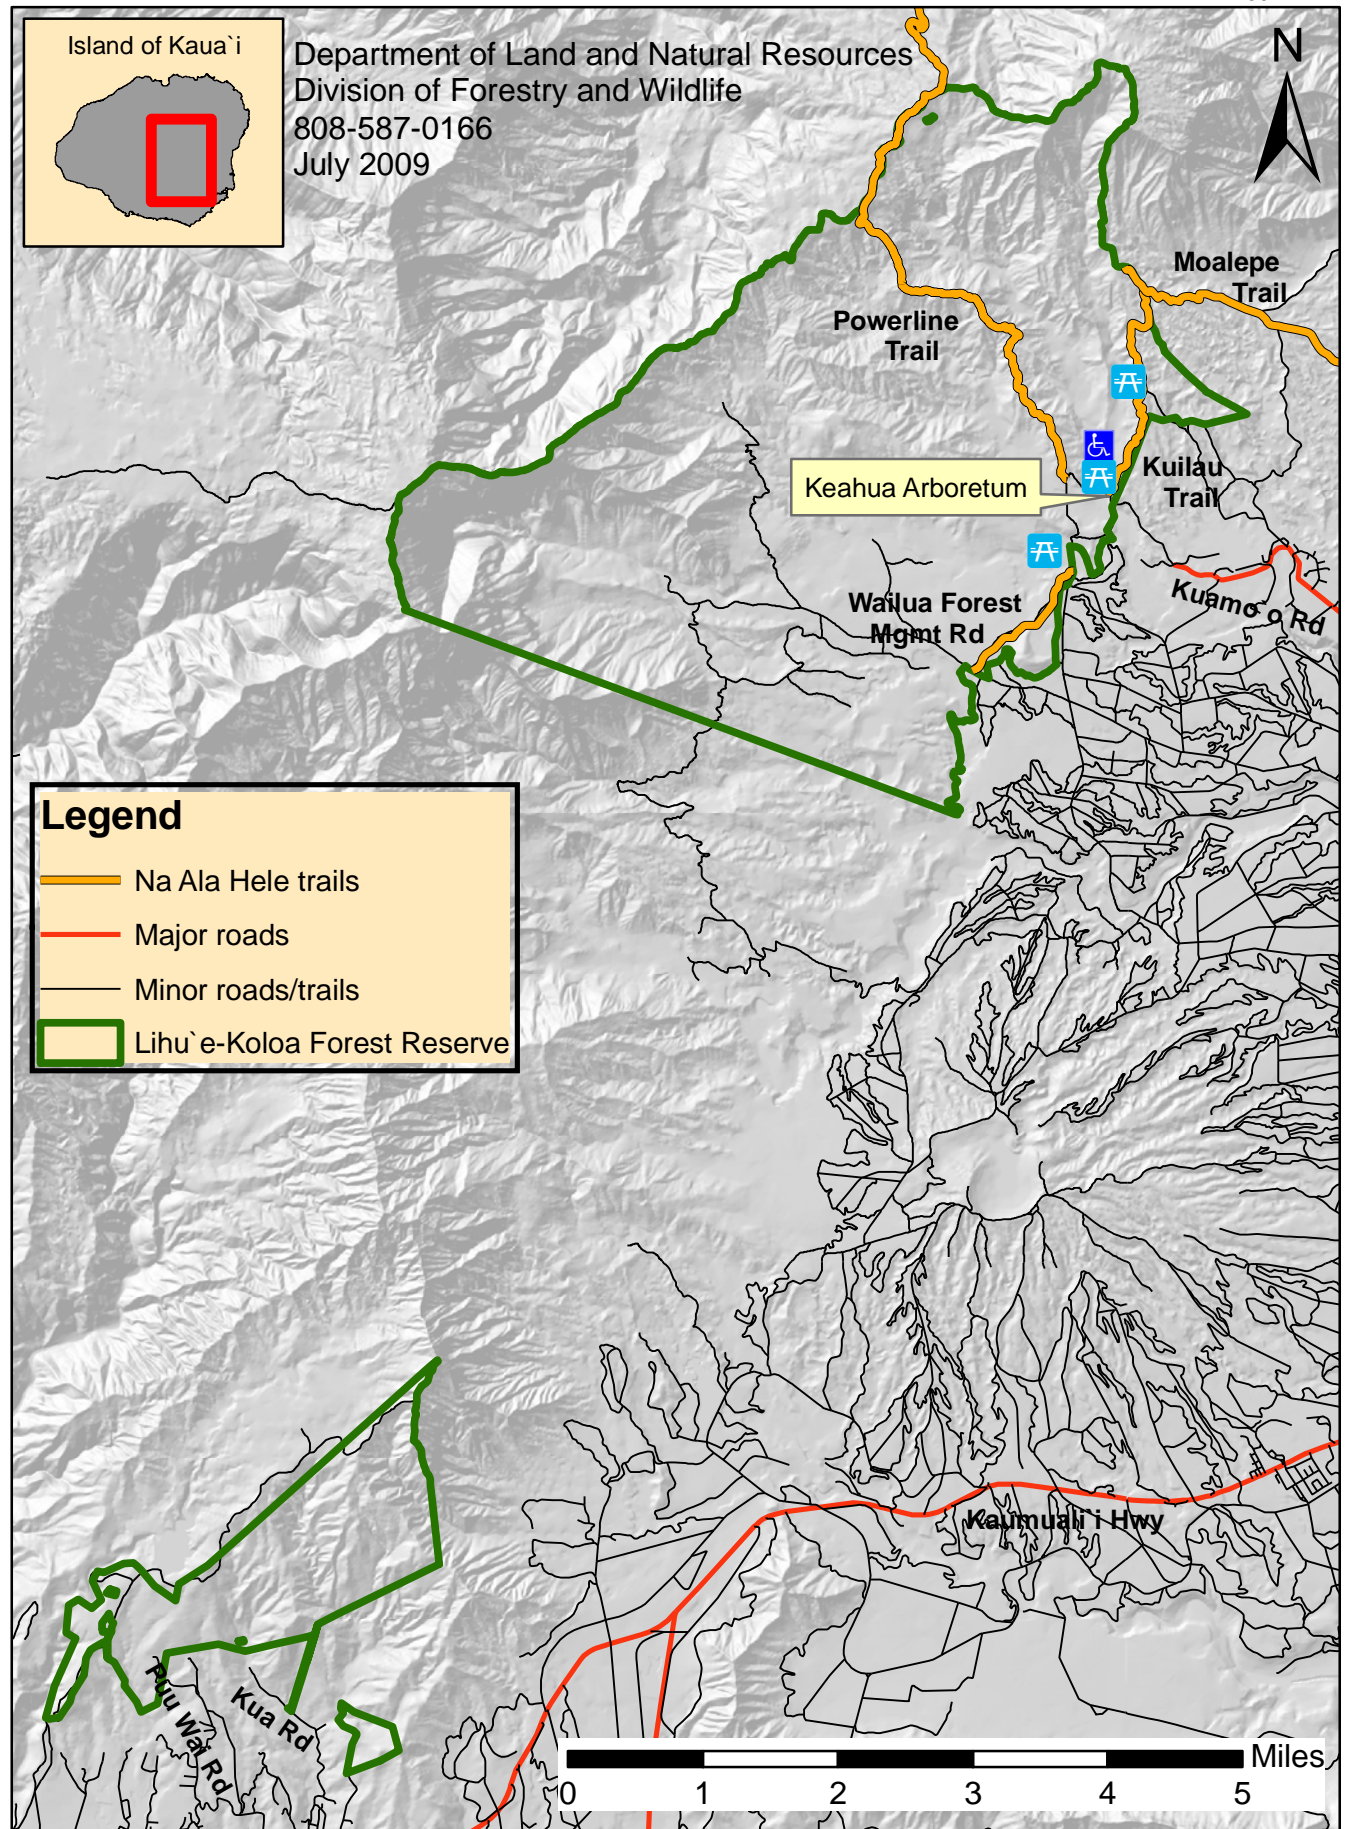 Island of Kaua`i
Department of Land and Natural Resources
Division of Forestry and Wildlife
808-587-0166
July 2009
N
Moalepe
Trail
Powerline
Trail
Kuilau
Trail
Keahua Arboretum
Kuamo o Rd
Wailua Forest
Mgmt Rd
Legend
Na Ala Hele trails
Major roads
Minor roads/trails
Lihu`e-Koloa Forest Reserve
Kaumuali`i Hwy
Puu Wai Rd
Kua Rd
Miles
0 1 2 3 4 5